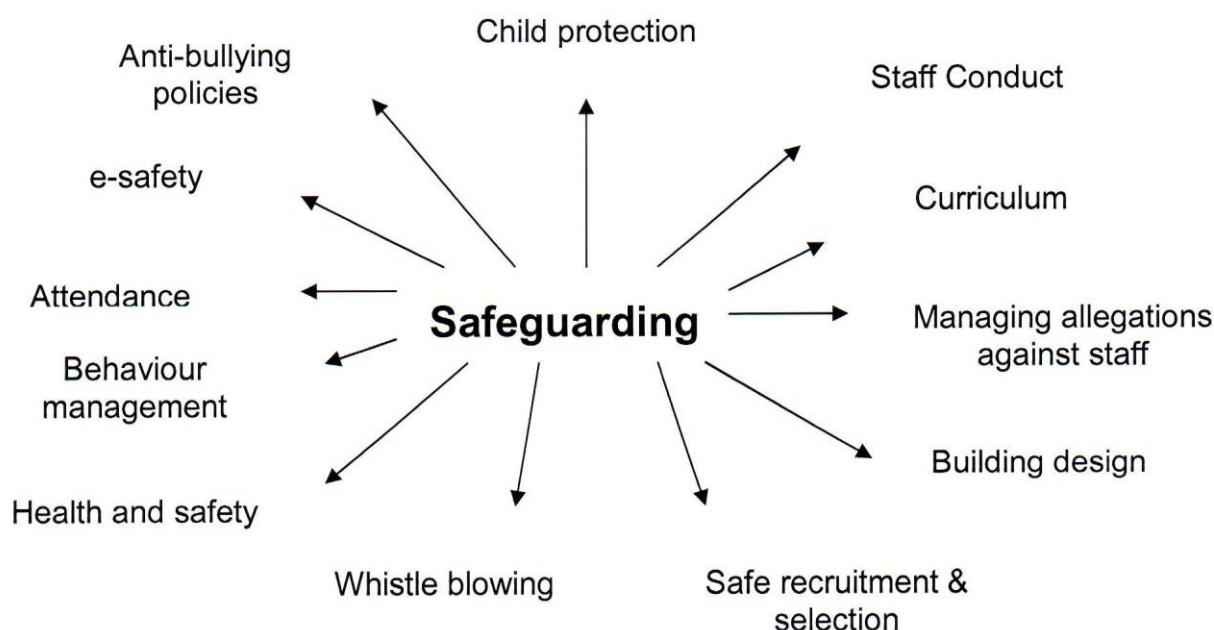 Child protection
Anti-bullying
policies
Staff Conduct
e-safety
Curriculum
Attendance
Safeguarding
Managing allegations
against staff
Behaviour
management
Building design
Health and safety
Whistle blowing
Safe recruitment &
selection